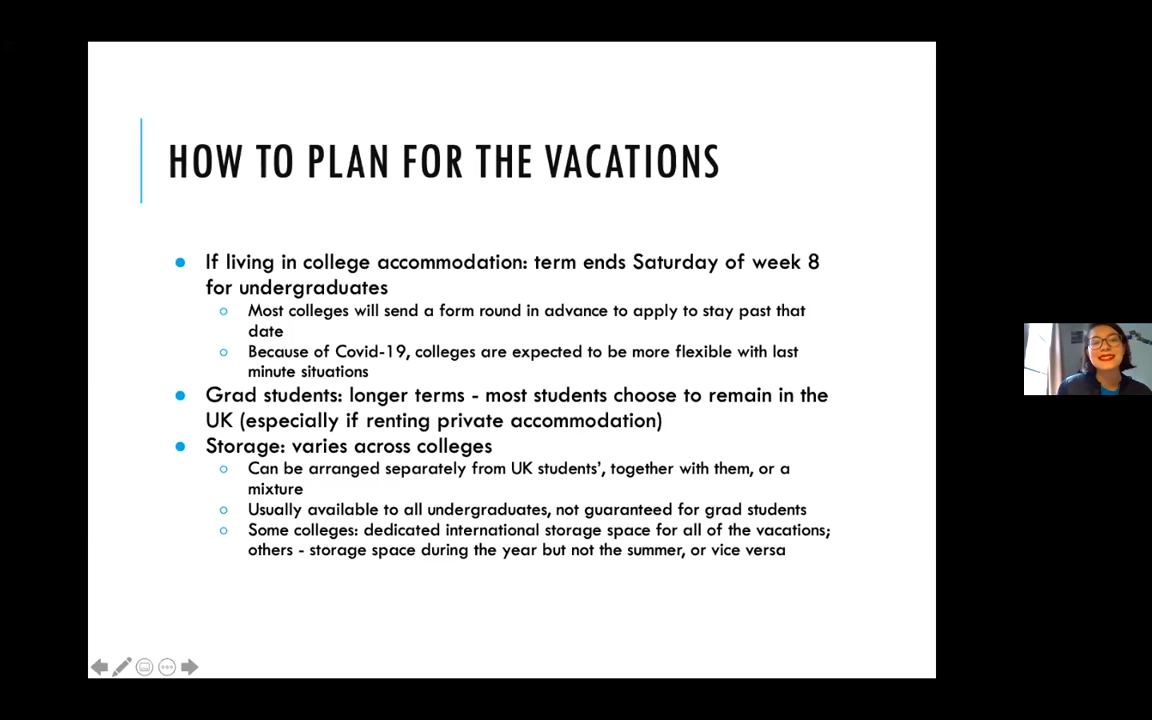 HOW TO PLAN FOR THE VACATIONS
If living in college accommodation: term ends Saturday of week 8
for undergraduates
Most colleges will send a form round in advance to apply to stay past that
date
Because of Covid-19, colleges are expected to be more flexible with last
minute situations
Grad students: longer terms - most students choose to remain in the
UK (especially if renting private accommodation)
Storage: varies across colleges
Can be arranged separately from UK students’, together with them, or a
mixture
Usually available to all undergraduates, not guaranteed for grad students
Some colleges: dedicated international storage space for all of the vacations;
others - storage space during the year but not the summer, or vice versa